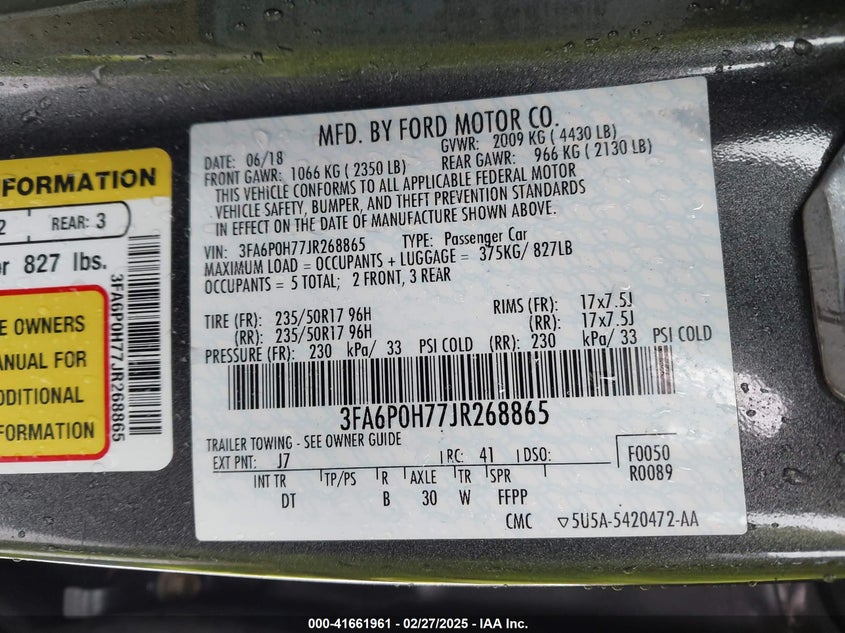 MFD. BY FORD MOTOR CO.
DATE: 06/18
GVWR: 2009 KG ( 4430 LB)
FRONT GAWR: 1066 KG ( 2350 LB)
REAR GAWR: 966 KG ( 2130 LB)
THIS VEHICLE CONFORMS TO ALL APPLICABLE FEDERAL MOTOR
VEHICLE SAFETY, BUMPER, AND THEFT PREVENTION STANDARDS
IN EFFECT ON THE DATE OF MANUFACTURE SHOWN ABOVE.
VIN: 3FA6P0H77JR268865 TYPE: Passenger Car
MAXIMUM LOAD = OCCUPANTS + LUGGAGE = 375KG/ 827LB
OCCUPANTS = 5 TOTAL; 2 FRONT, 3 REAR
TIRE (FR): 235/50R17 96H RIMS (FR): 17x7.5J
(RR): 235/50R17 96H (RR): 17x7.5J
PRESSURE (FR): 230 kPa/ 33 PSI COLD (RR): 230 kPa/ 33 PSI COLD
3FA6P0H77JR268865
TRAILER TOWING - SEE OWNER GUIDE
EXT PNT: J7 RC: 41 DSO: F0050
R0089
INT TR TP/PS R AXLE TR SPR
DT B 30 W FFPP
CMC 5U5A-5420472-AA
FORMATION
2 REAR: 3
or 827 lbs.
E OWNERS
ANUAL FOR
DDITIONAL
FORMATION
3FA6P0H77JR268865
000-41661961 - 02/27/2025 - IAA Inc.